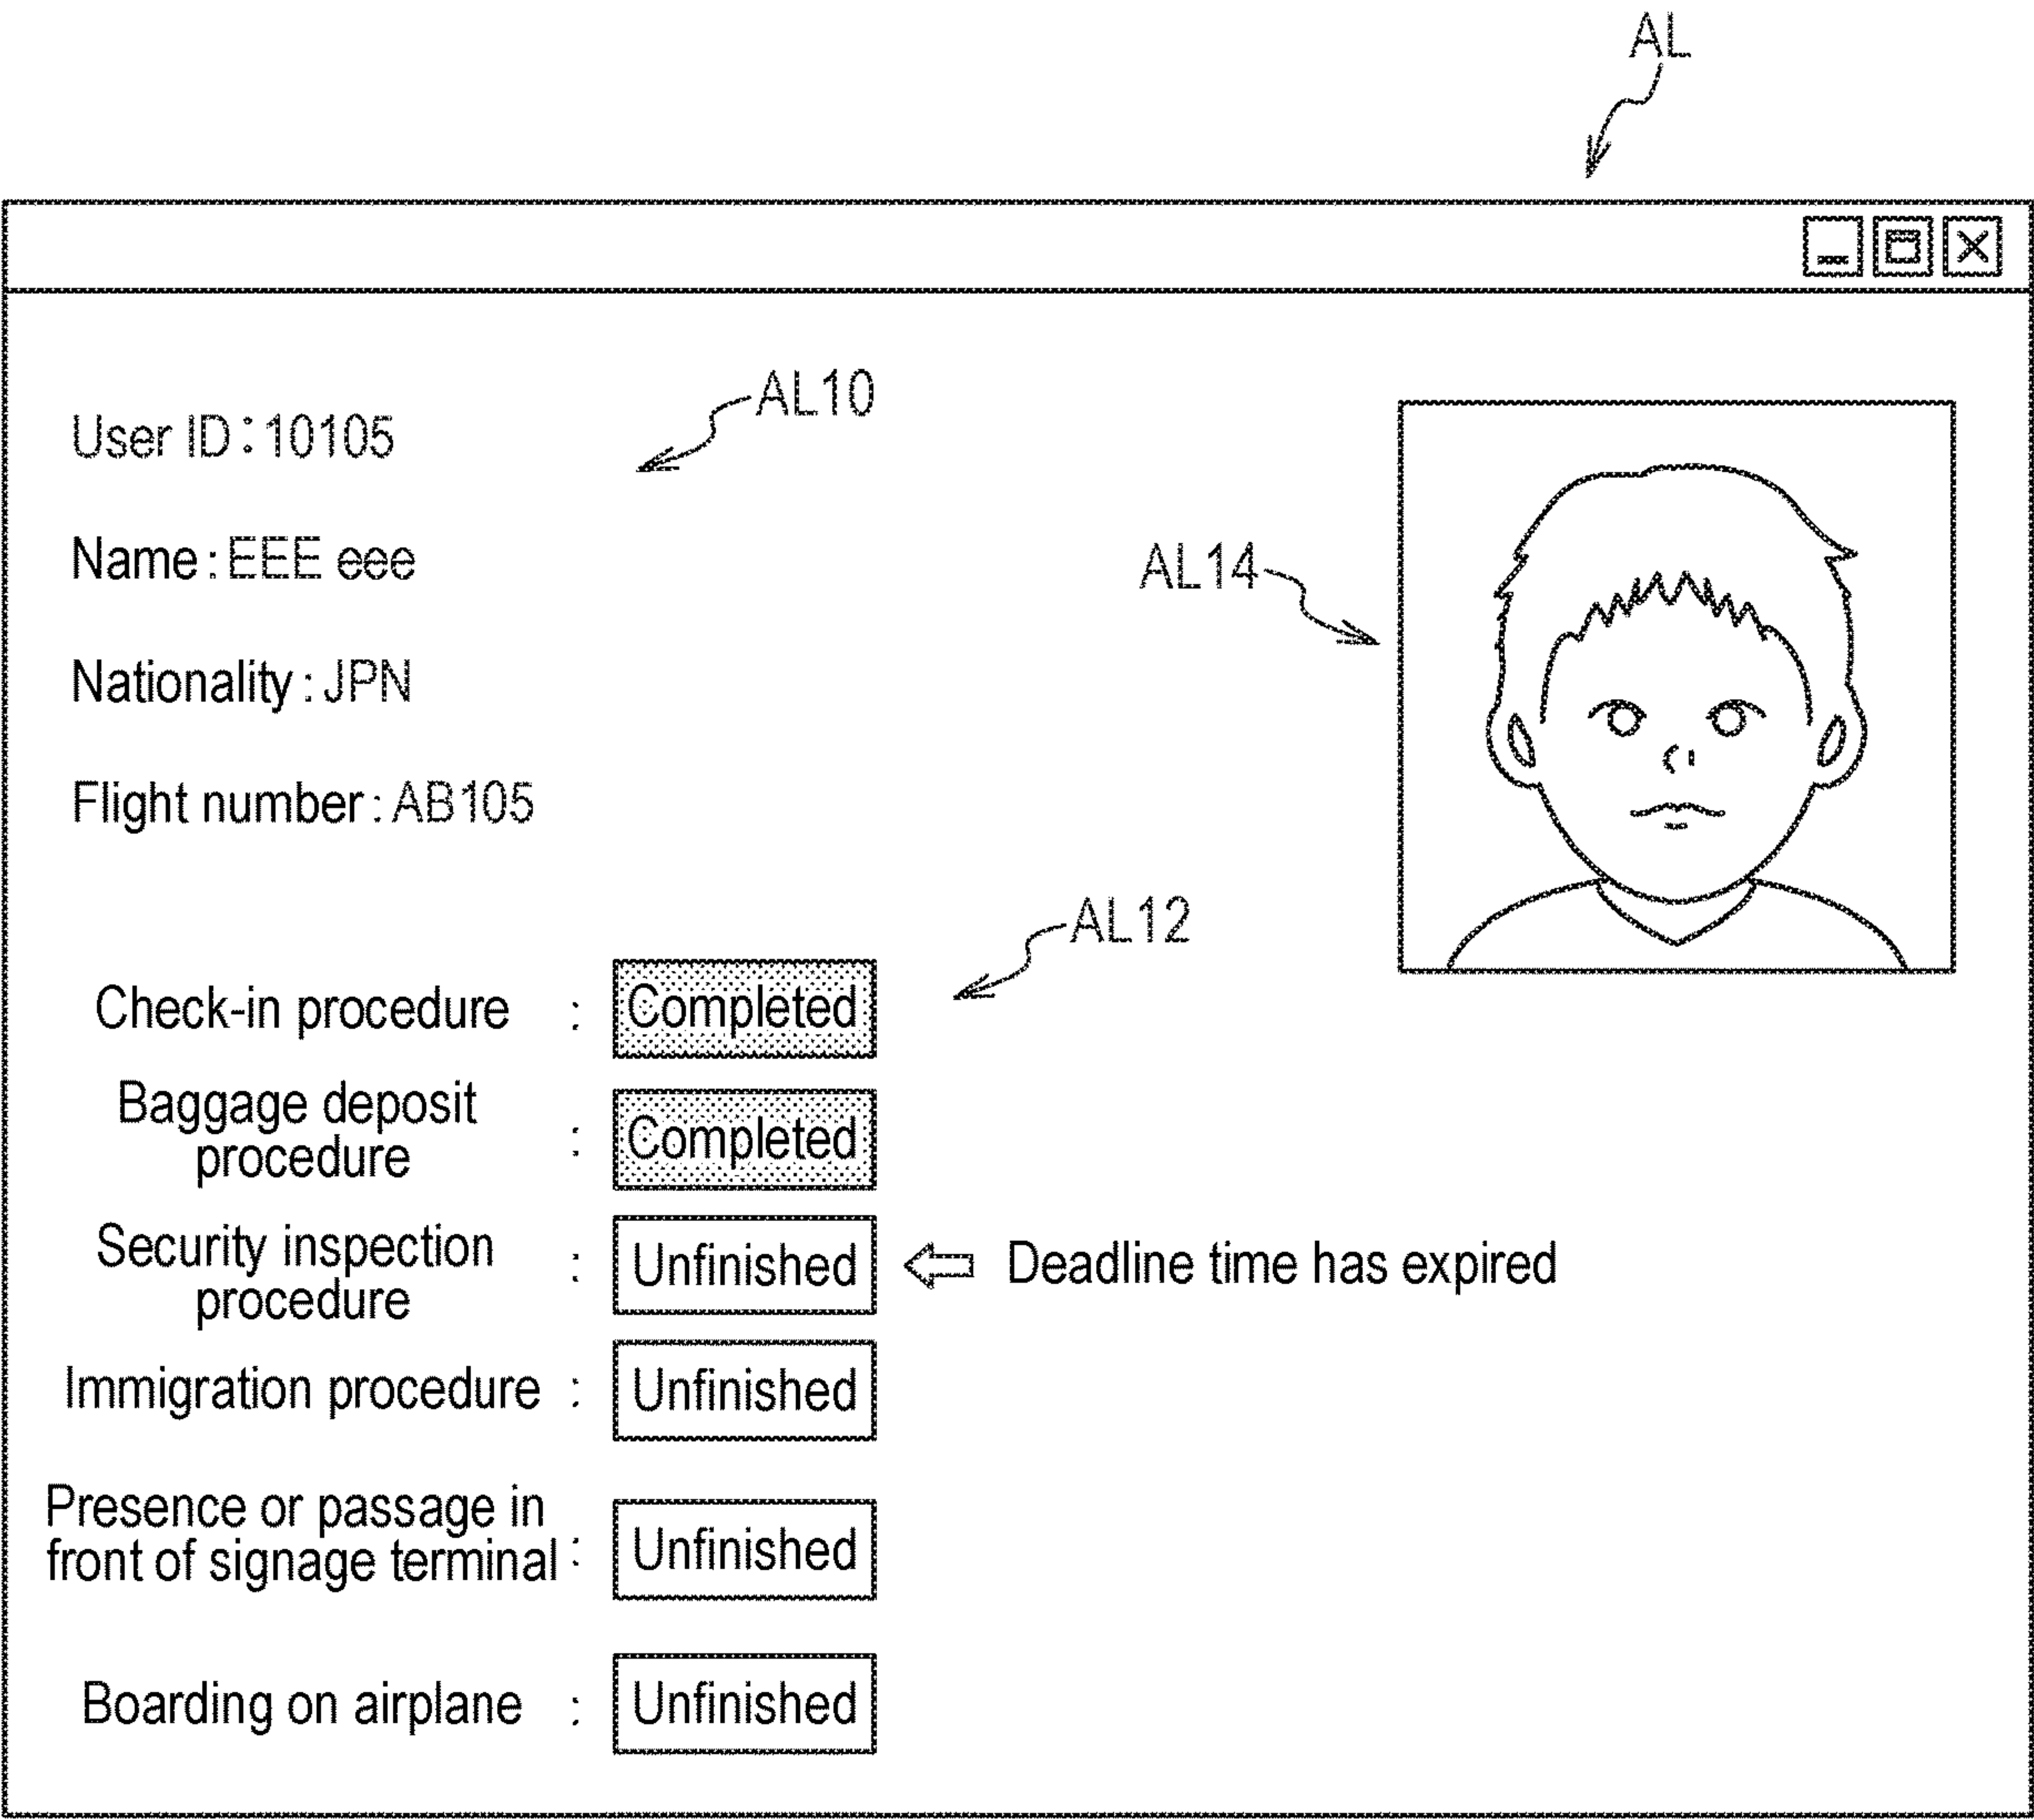 AL
AL10
User ID:10105
Name:EEE eee
AL14
Nationality:JPN
Flight number:AB105
AL12
Check-in procedure : Completed
Baggage deposit
procedure : Completed
Security inspection
procedure : Unfinished Deadline time has expired
Immigration procedure : Unfinished
Presence or passage in
front of signage terminal : Unfinished
Boarding on airplane : Unfinished